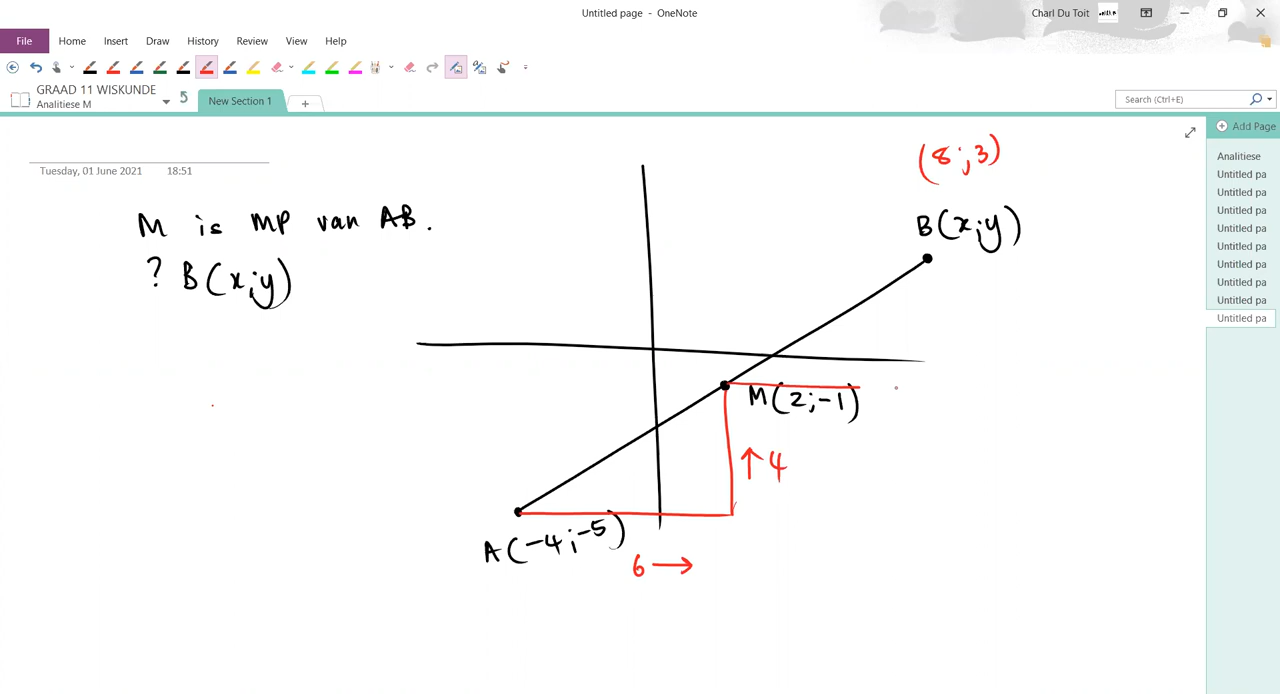 Untitled page - OneNote
Charl Du Toit
File Home Insert Draw History Review View Help
GRAAD 11 WISKUNDE
Analitiese M
New Section 1
+
Search (Ctrl+E)
Add Page
Analitiese
Untitled pa
Untitled pa
Untitled pa
Untitled pa
Untitled pa
Untitled pa
Untitled pa
Untitled pa
Untitled pa
Tuesday, 01 June 2021 18:51
M is MP van AB.
? B(x;y)
(8;3)
B(x;y)
M(2;-1)
↑4
A(-4;-5)
6→